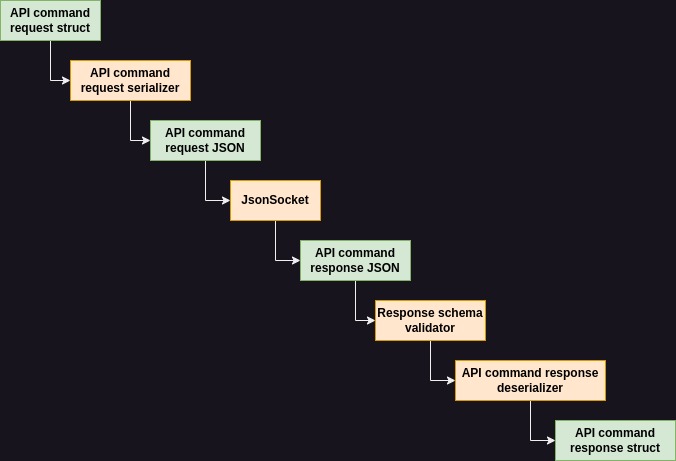 API command
request struct
API command
request serializer
API command
request JSON
JsonSocket
API command
response JSON
Response schema
validator
API command response
deserializer
API command
response struct